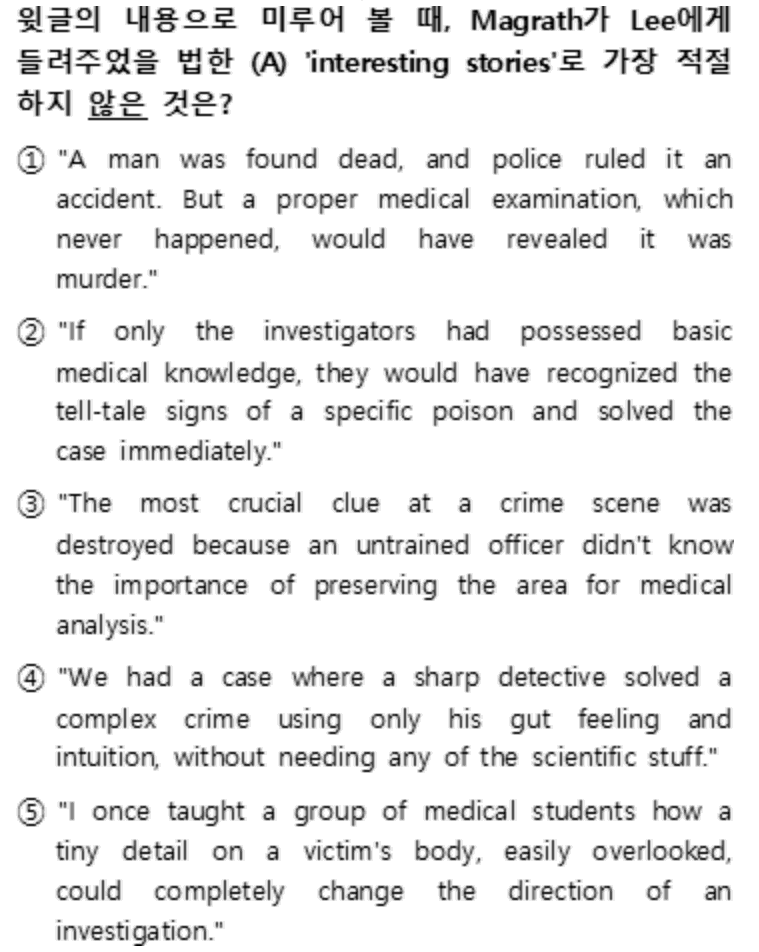 윗글의 내용으로 미루어 볼 때, Magrath가 Lee에게
들려주었을 법한 (A) 'interesting stories'로 가장 적절
하지 않은 것은?
① "A man was found dead, and police ruled it an
accident. But a proper medical examination, which
never happened, would have revealed it was
murder."
② "If only the investigators had possessed basic
medical knowledge, they would have recognized the
tell-tale signs of a specific poison and solved the
case immediately."
③ "The most crucial clue at a crime scene was
destroyed because an untrained officer didn't know
the importance of preserving the area for medical
analysis."
④ "We had a case where a sharp detective solved a
complex crime using only his gut feeling and
intuition, without needing any of the scientific stuff."
⑤ "I once taught a group of medical students how a
tiny detail on a victim's body, easily overlooked,
could completely change the direction of an
investigation."